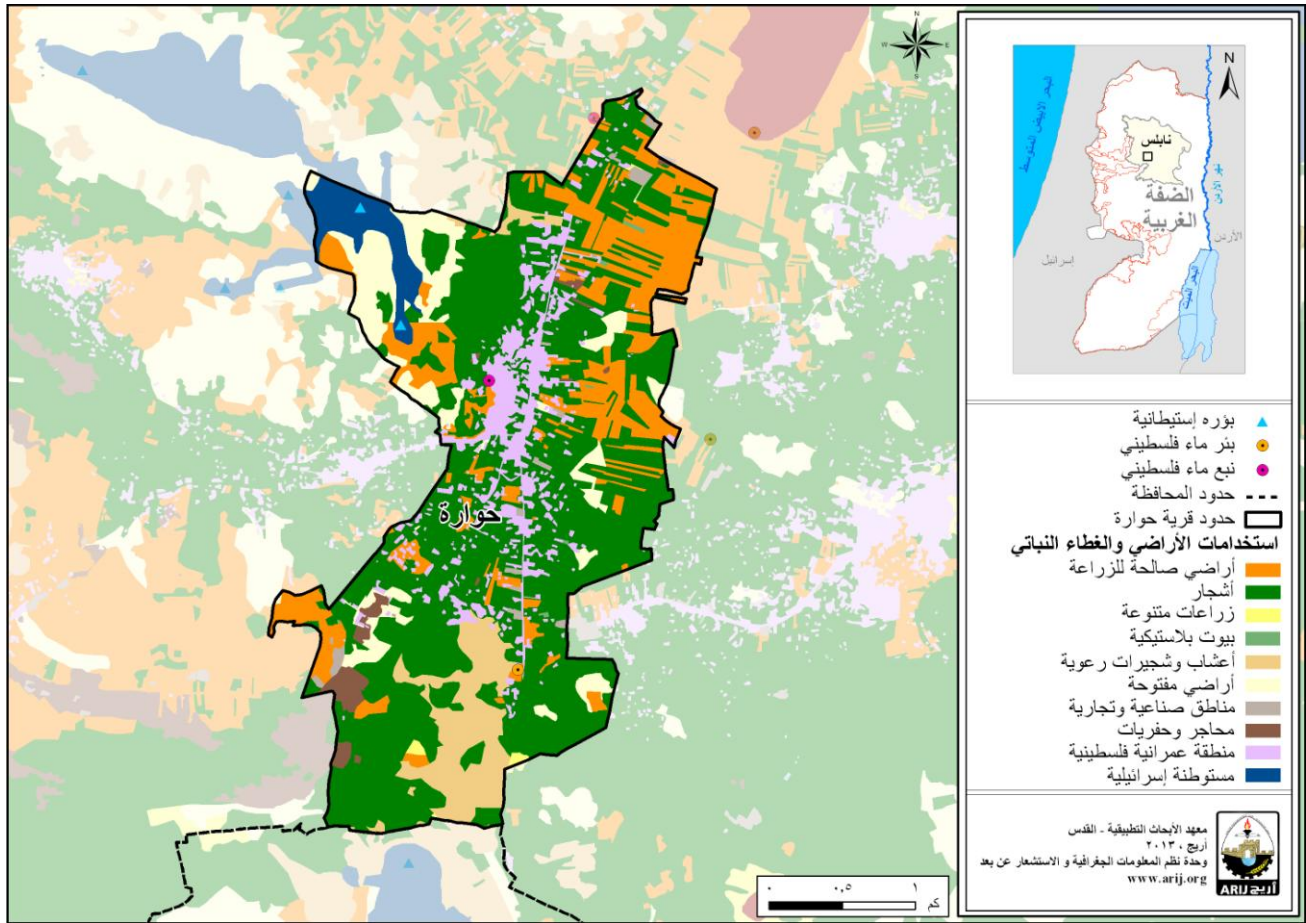 حوارة
N
W
E
S
٠
٠,٥
١
كم
N
البحر الابيض المتوسط
نابلس
الضفة
الغربية
نهر الأردن
الأردن
إسرائيل
البحر الميت
بؤره إستيطانية
بئر ماء فلسطيني
نبع ماء فلسطيني
حدود المحافظة
حدود قرية حوارة
استخدامات الأراضي والغطاء النباتي
أراضي صالحة للزراعة
أشجار
زراعات متنوعة
بيوت بلاستيكية
أعشاب وشجيرات رعوية
أراضي مفتوحة
مناطق صناعية وتجارية
محاجر وحفريات
منطقة عمرانية فلسطينية
مستوطنة إسرائيلية
معهد الأبحاث التطبيقية - القدس
أريج ، ٢٠١٣
وحدة نظم المعلومات الجغرافية و الاستشعار عن بعد
www.arij.org
ARIJ أريج